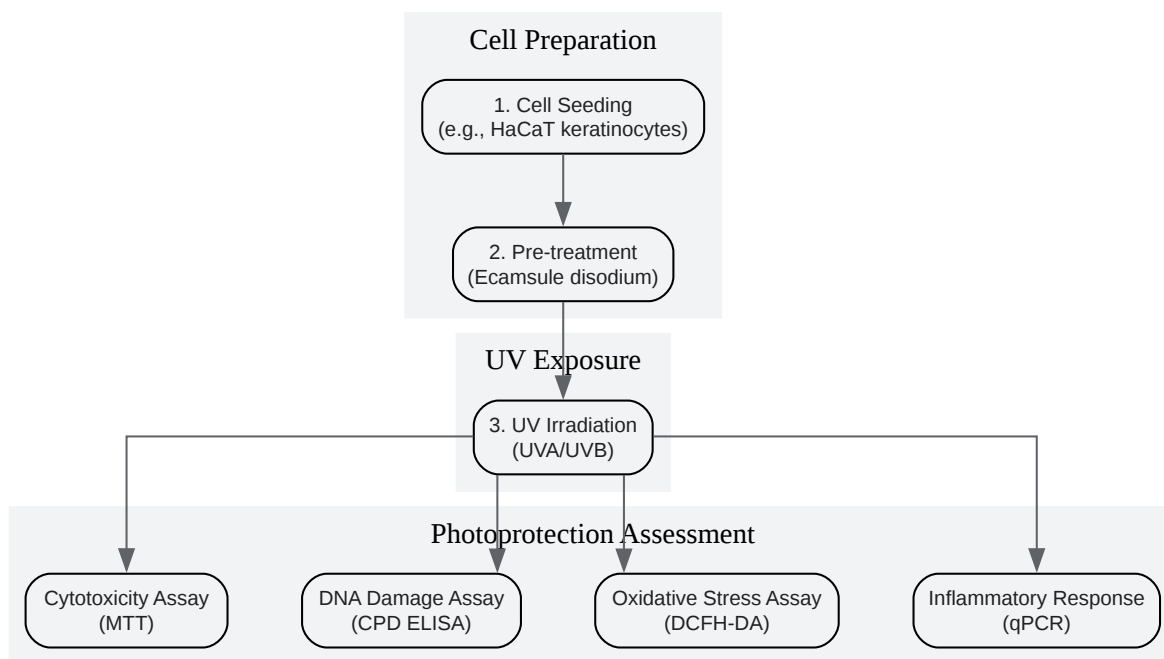 Cell Preparation
1. Cell Seeding
(e.g., HaCaT keratinocytes)
2. Pre-treatment
(Ecamsule disodium)
UV Exposure
3. UV Irradiation
(UVA/UVB)
Photoprotection Assessment
Cytotoxicity Assay
(MTT)
DNA Damage Assay
(CPD ELISA)
Oxidative Stress Assay
(DCFH-DA)
Inflammatory Response
(qPCR)